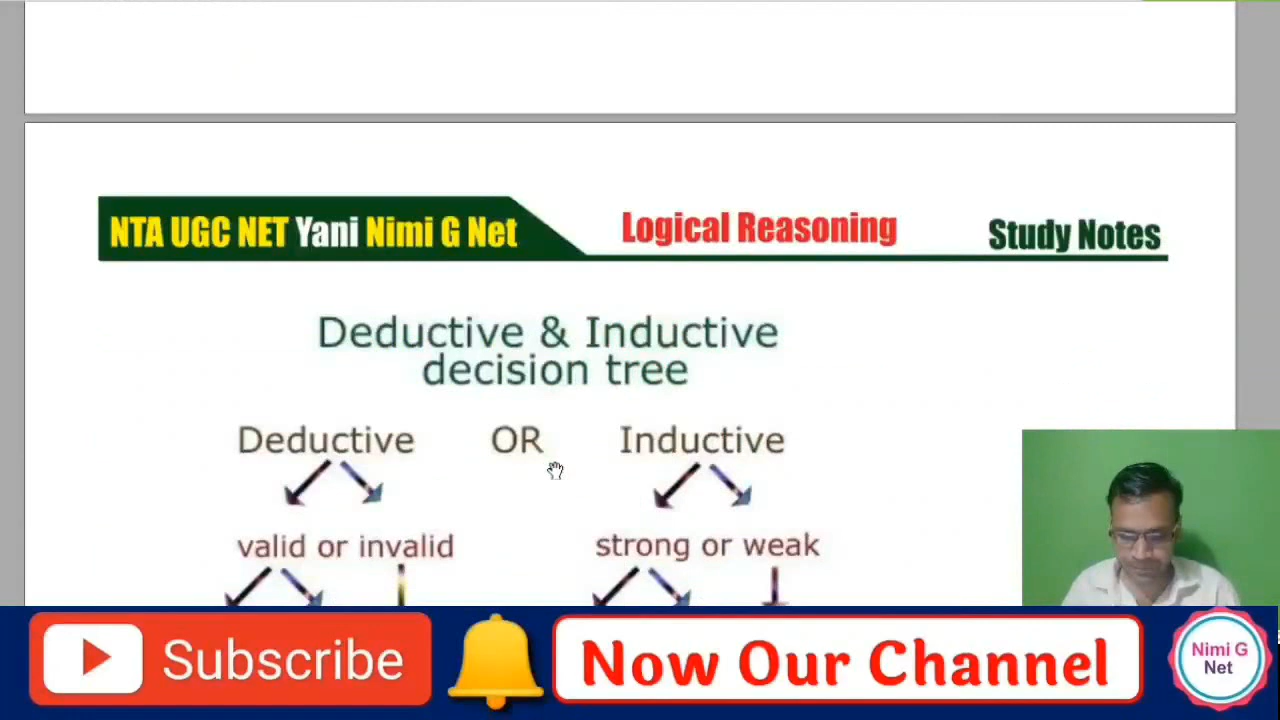 NTA UGC NET Yani Nimi G Net
Logical Reasoning
Study Notes
Deductive & Inductive
decision tree
Deductive OR Inductive
valid or invalid
strong or weak
Subscribe
Now Our Channel
Nimi G
Net